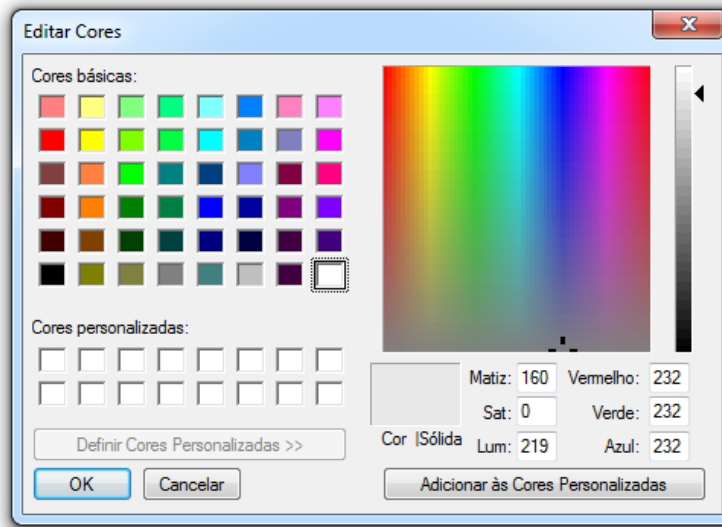 Editar Cores
Cores básicas:
Cores personalizadas:
Definir Cores Personalizadas >>
OK Cancelar
Matiz: 160 Vermelho: 232
Sat: 0 Verde: 232
Cor |Sólida Lum: 219 Azul: 232
Adicionar às Cores Personalizadas